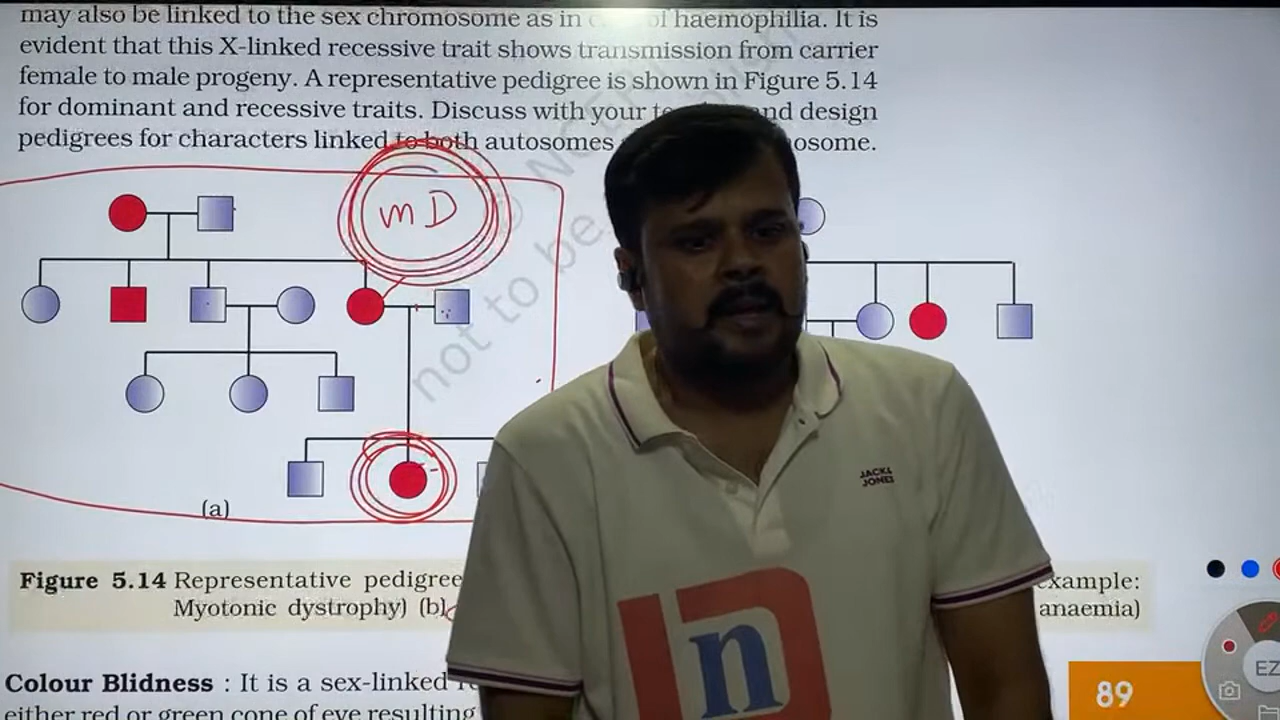 may also be linked to the sex chromosome as in of haemophilia. It is
evident that this X-linked recessive trait shows transmission from carrier
female to male progeny. A representative pedigree is shown in Figure 5.14
for dominant and recessive traits. Discuss with your and design
pedigrees for characters linked to both autosomes
© NCE
not to be
mD
(a)
Figure 5.14 Representative pedigree example:
Myotonic dystrophy) (b) anaemia)
Colour Blidness : It is a sex-linked
either red or green cone of eye resulting
JACK&
JONES
n
89
EZ